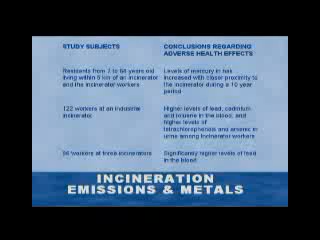 STUDY SUBJECTS
CONCLUSIONS REGARDING
ADVERSE HEALTH EFFECTS
Residents from 7 to 64 years old
living within 5 km of an incinerator
and the incinerator workers
Levels of mercury in hair
increased with closer proximity to
the incinerator during a 10 year
period
122 workers at an industrial
incinerator
Higher levels of lead, cadmium
and toluene in the blood, and
higher levels of
tetrachlorophenols and arsenic in
urine among incinerator workers
56 workers at three incinerators
Significantly higher levels of lead
in the blood
INCINERATION
EMISSIONS & METALS